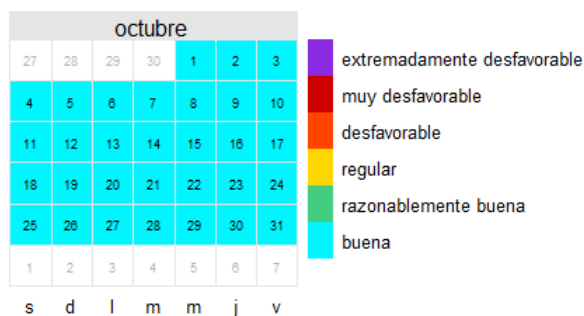 octubre
27 28 29 30 1 2 3
4 5 6 7 8 9 10
11 12 13 14 15 16 17
18 19 20 21 22 23 24
25 26 27 28 29 30 31
1 2 3 4 5 6 7
s d l m m j v
extremadamente desfavorable
muy desfavorable
desfavorable
regular
razonablemente buena
buena